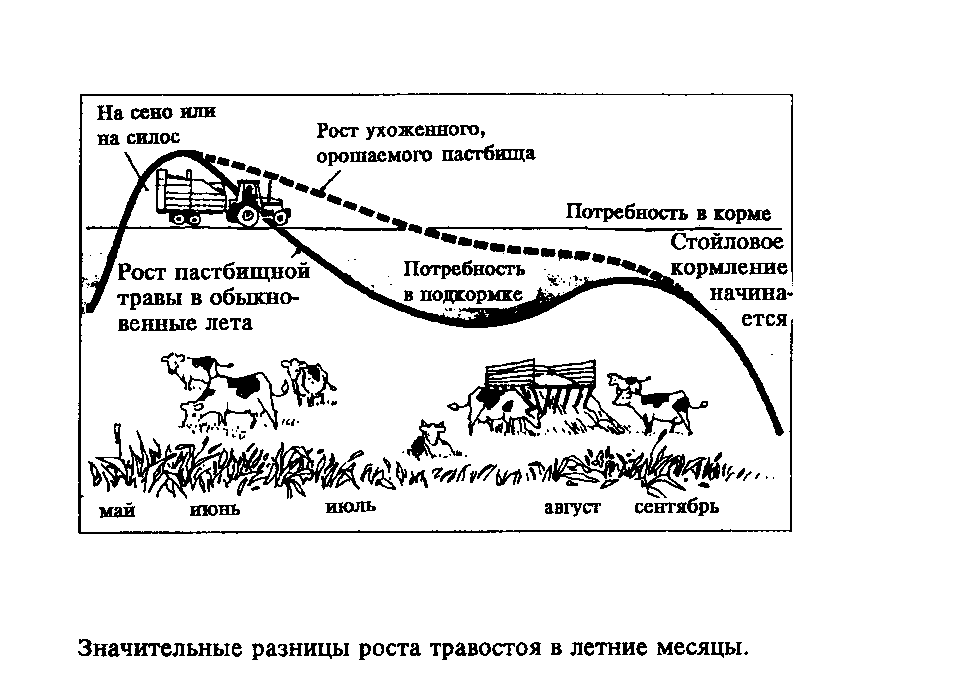 На сено или
на силос
Рост ухоженного,
орошаемого пастбища
Потребность в корме
Стойловое
кормление
начина-
ется
Рост пастбищной
травы в обыкно-
венные лета
Потребность
в подкормке
май июнь июль август сентябрь
Значительные разницы роста травостоя в летние месяцы.